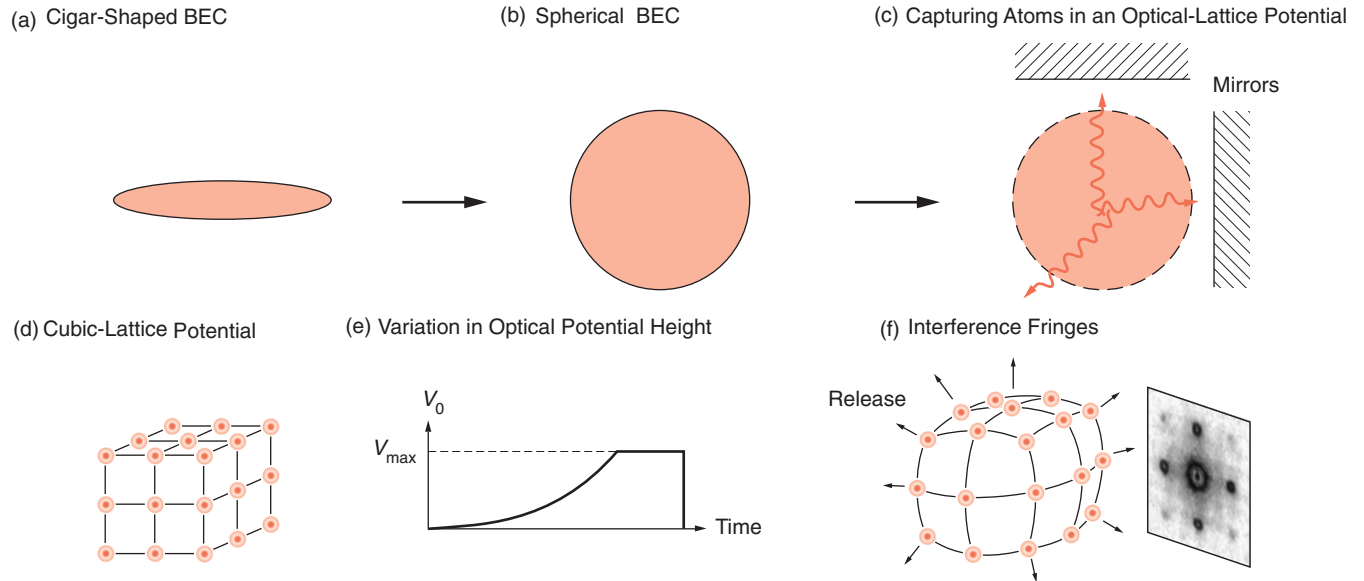 (a) Cigar-Shaped BEC
(b) Spherical BEC
(c) Capturing Atoms in an Optical-Lattice Potential
Mirrors
(d) Cubic-Lattice Potential
(e) Variation in Optical Potential Height
V0
Vmax
Time
(f) Interference Fringes
Release